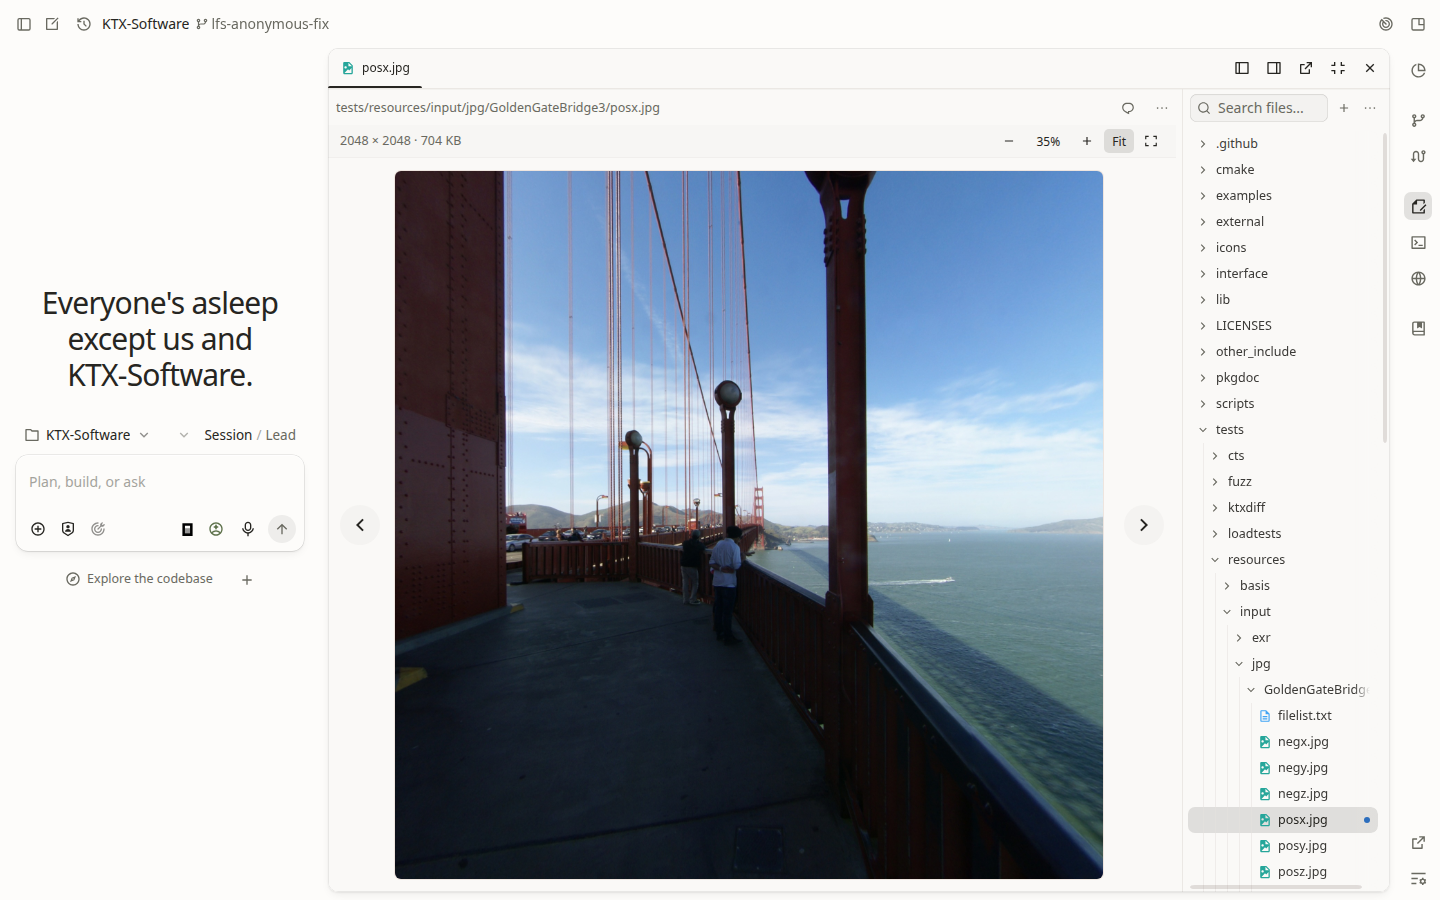 KTX-Software lfs-anonymous-fix
Everyone's asleep
except us and
KTX-Software.
KTX-Software
Session / Lead
Plan, build, or ask
Explore the codebase
posx.jpg
tests/resources/input/jpg/GoldenGateBridge3/posx.jpg
2048 × 2048 · 704 KB
35%
Fit
Search files...
.github
cmake
examples
external
icons
interface
lib
LICENSES
other_include
pkgdoc
scripts
tests
cts
fuzz
ktxdiff
loadtests
resources
basis
input
exr
jpg
GoldenGateBridg
filelist.txt
negx.jpg
negy.jpg
negz.jpg
posx.jpg
posy.jpg
posz.jpg